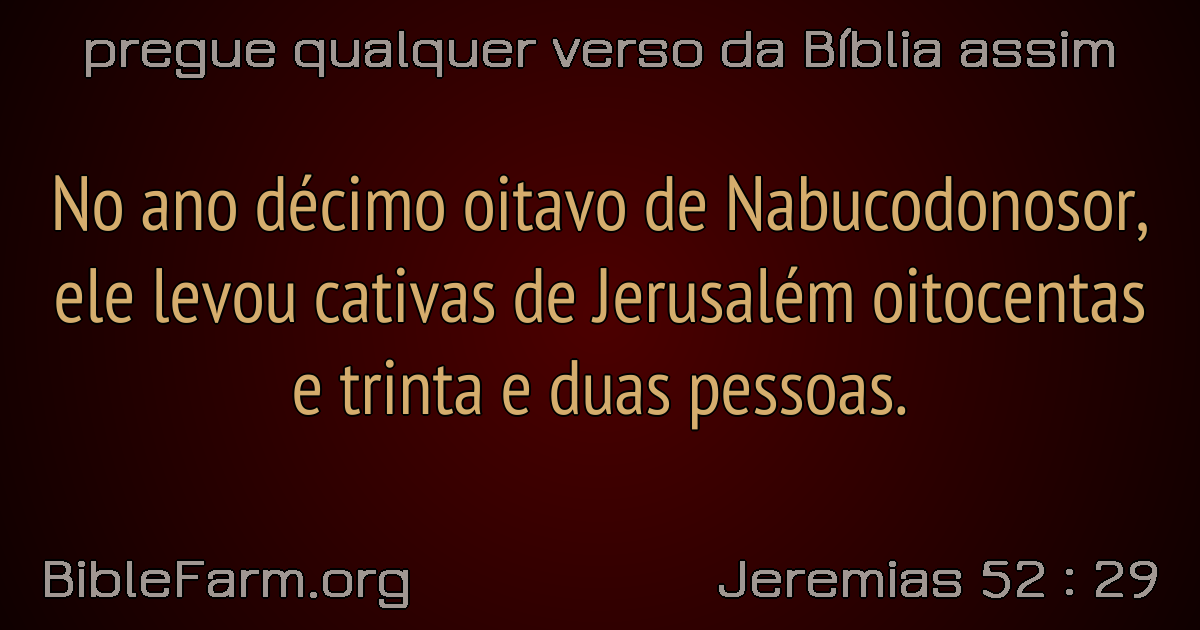 pregue qualquer verso da Bíblia assim
No ano décimo oitavo de Nabucodonosor,
ele levou cativas de Jerusalém oitocentas
e trinta e duas pessoas.
BibleFarm.org
Jeremias 52 : 29